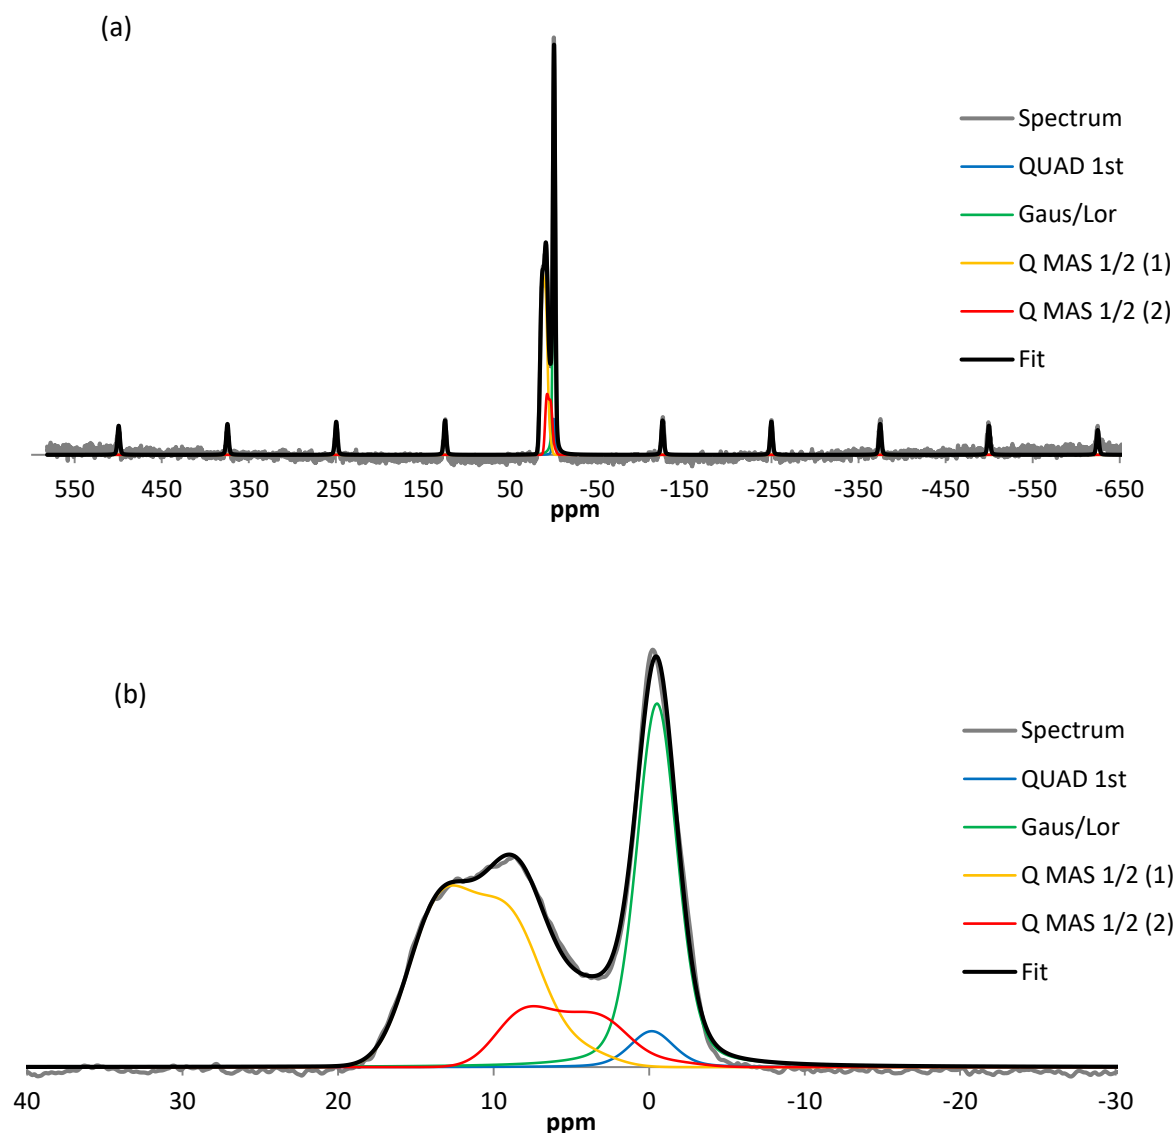 (a)
Spectrum
QUAD 1st
Gaus/Lor
Q MAS 1/2 (1)
Q MAS 1/2 (2)
Fit
550 450 350 250 150 50 -50 -150 -250 -350 -450 -550 -650
ppm
(b)
Spectrum
QUAD 1st
Gaus/Lor
Q MAS 1/2 (1)
Q MAS 1/2 (2)
Fit
40 30 20 10 0 -10 -20 -30
ppm